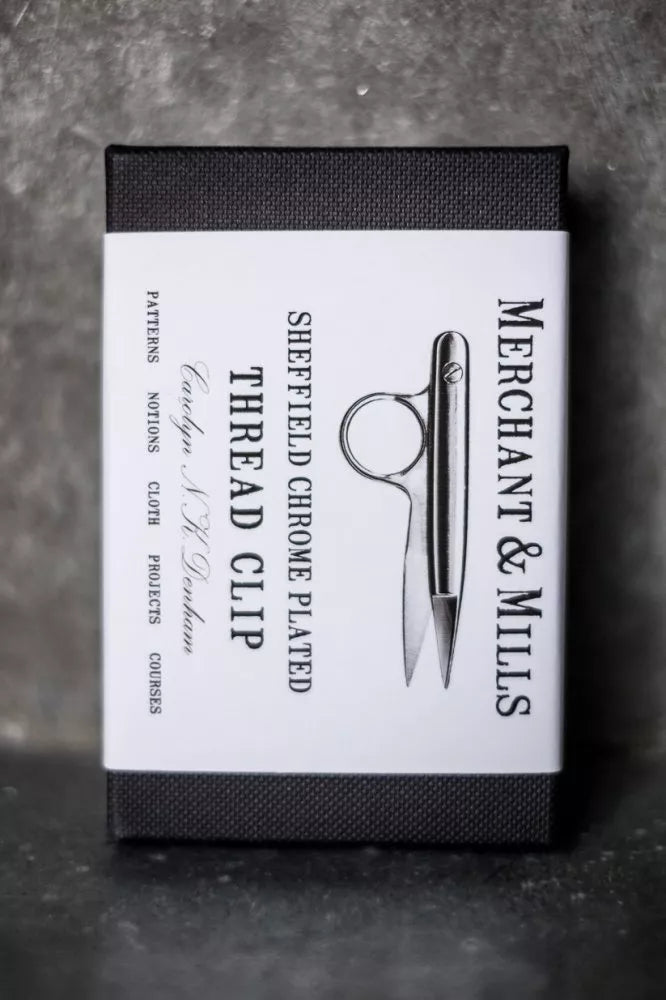 MERCHANT & MILLS
SHEFFIELD CHROME PLATED
THREAD CLIP
Carolyn N.K. Denham
PATTERNS NOTIONS CLOTH PROJECTS COURSES